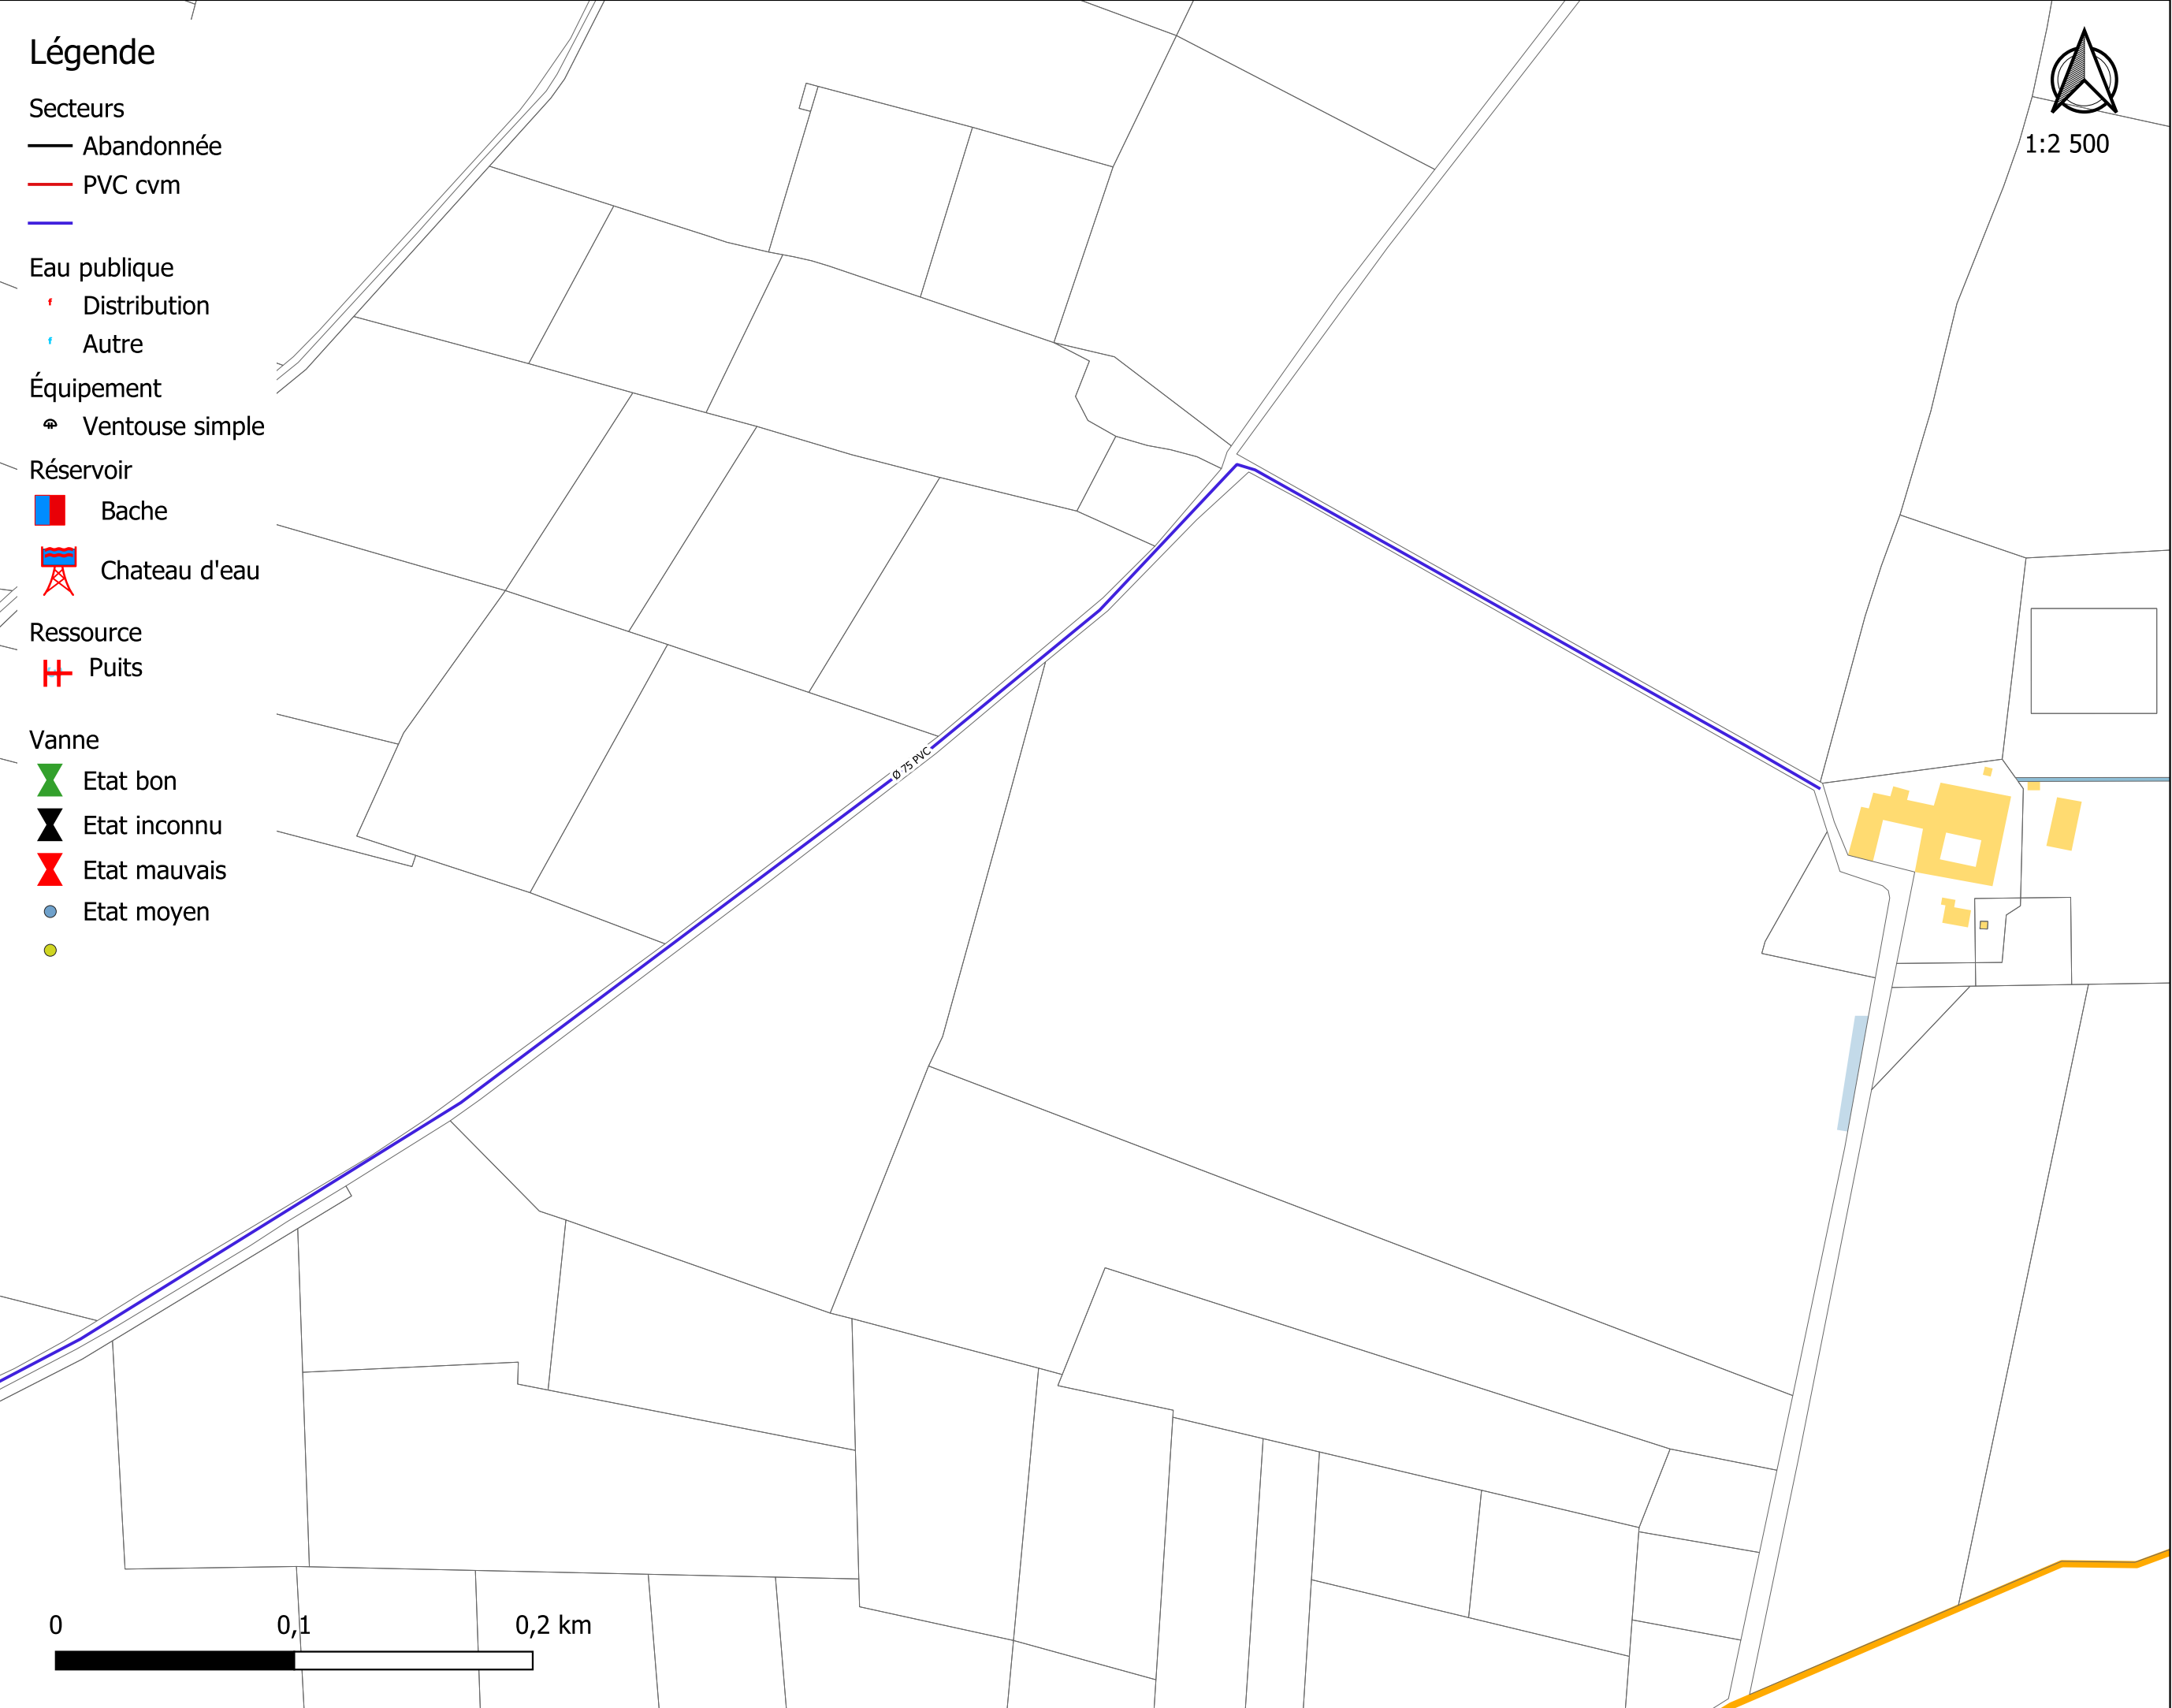 Légende
1:2 500
Secteurs
Abandonnée
PVC cvm
Eau publique
Distribution
Autre
Équipement
Ventouse simple
Réservoir
Bache
Chateau d'eau
Ressource
Puits
Vanne
Etat bon
Etat inconnu
Etat mauvais
Etat moyen
Ø 75 PVC
0 0,1 0,2 km